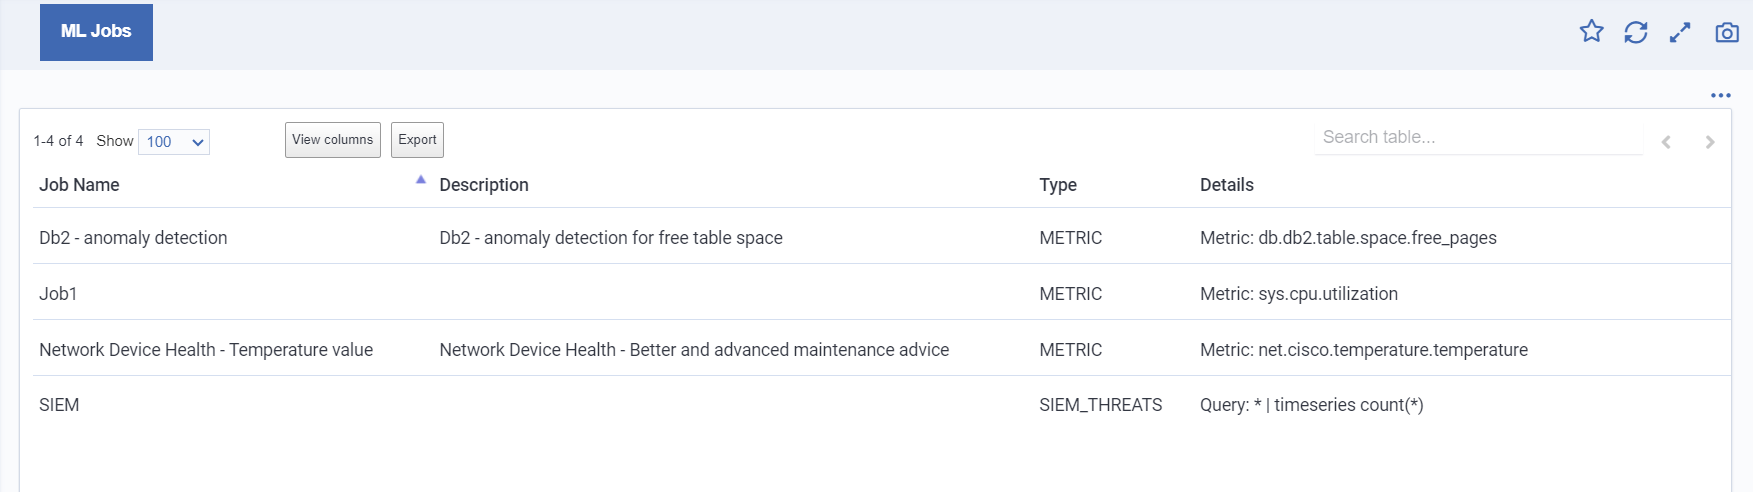 ML Jobs
1-4 of 4 Show 100 View columns Export Search table...
Job Name Description Type Details
Db2 - anomaly detection Db2 - anomaly detection for free table space METRIC Metric: db.db2.table.space.free_pages
Job1 METRIC Metric: sys.cpu.utilization
Network Device Health - Temperature value Network Device Health - Better and advanced maintenance advice METRIC Metric: net.cisco.temperature.temperature
SIEM SIEM_THREATS Query: * | timeseries count(*)